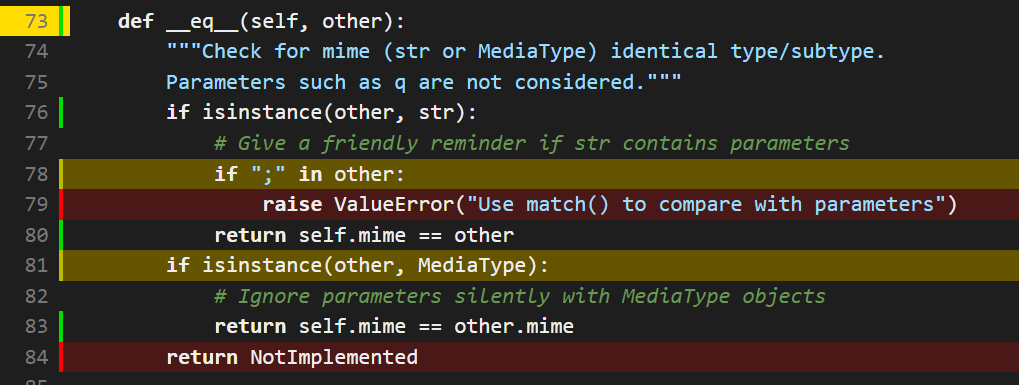 73 def __eq__(self, other):
74 """Check for mime (str or MediaType) identical type/subtype.
75 Parameters such as q are not considered."""
76 if isinstance(other, str):
77 # Give a friendly reminder if str contains parameters
78 if ";" in other:
79 raise ValueError("Use match() to compare with parameters")
80 return self.mime == other
81 if isinstance(other, MediaType):
82 # Ignore parameters silently with MediaType objects
83 return self.mime == other.mime
84 return NotImplemented